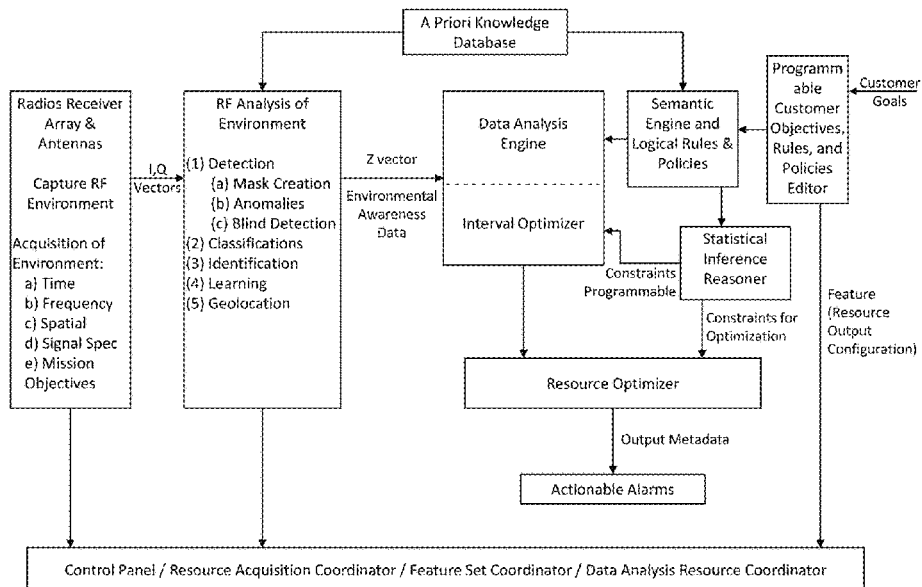 A Priori Knowledge
Database
Radios Receiver
Array &
Antennas
Capture RF
Environment
Acquisition of
Environment:
a) Time
b) Frequency
c) Spatial
d) Signal Spec
e) Mission
Objectives
I,Q
Vectors
RF Analysis of
Environment
(1) Detection
(a) Mask Creation
(b) Anomalies
(c) Blind Detection
(2) Classifications
(3) Identification
(4) Learning
(5) Geolocation
Z vector
Environmental
Awareness
Data
Data Analysis
Engine
Interval Optimizer
Semantic
Engine and
Logical Rules &
Policies
Programm
able
Customer
Objectives,
Rules, and
Policies
Editor
Customer
Goals
Statistical
Inference
Reasoner
Constraints
Programmable
Constraints for
Optimization
Feature
(Resource
Output
Configuration)
Resource Optimizer
Output Metadata
Actionable Alarms
Control Panel / Resource Acquisition Coordinator / Feature Set Coordinator / Data Analysis Resource Coordinator